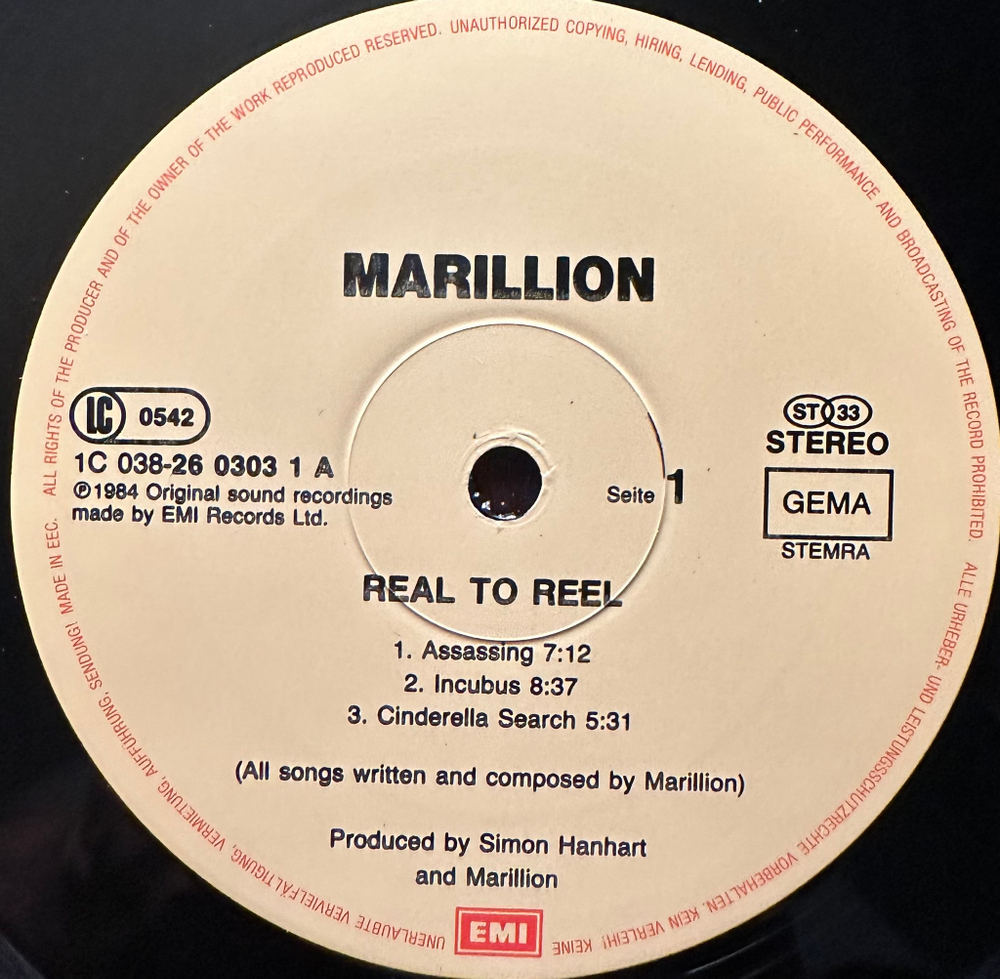 ALL RIGHTS OF THE PRODUCER AND OF THE OWNER OF THE WORK REPRODUCED RESERVED. UNAUTHORIZED COPYING, HIRING, LENDING, PUBLIC PERFORMANCE AND BROADCASTING OF THE RECORD PROHIBITED.
MARILLION
LC 0542
1C 038-26 0303 1 A
℗1984 Original sound recordings
made by EMI Records Ltd.
Seite 1
ST 33
STEREO
GEMA
STEMRA
REAL TO REEL
1. Assassing 7:12
2. Incubus 8:37
3. Cinderella Search 5:31
(All songs written and composed by Marillion)
Produced by Simon Hanhart
and Marillion
EMI
ALLE URHEBER- UND LEISTUNGSSCHUTZRECHTE VORBEHALTEN. KEIN VERLEIH! KEINE UNERLAUBTE VERVIELFÄLTIGUNG, VERMIETUNG, AUFFÜHRUNG, SENDUNG! MADE IN EEC.